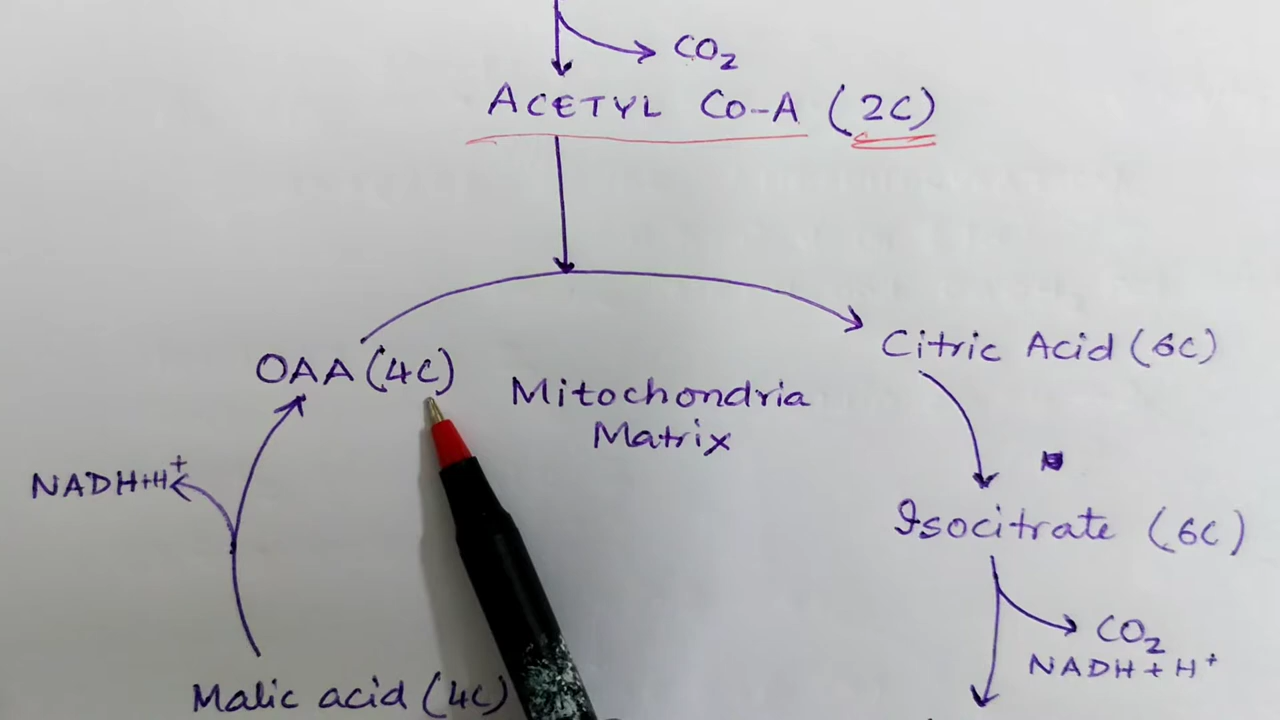 CO2
ACETYL CO-A (2C)
OAA (4C)
Citric Acid (6C)
Mitochondria
Matrix
NADH+H+
Isocitrate (6C)
CO2
NADH + H+
Malic acid (4C)